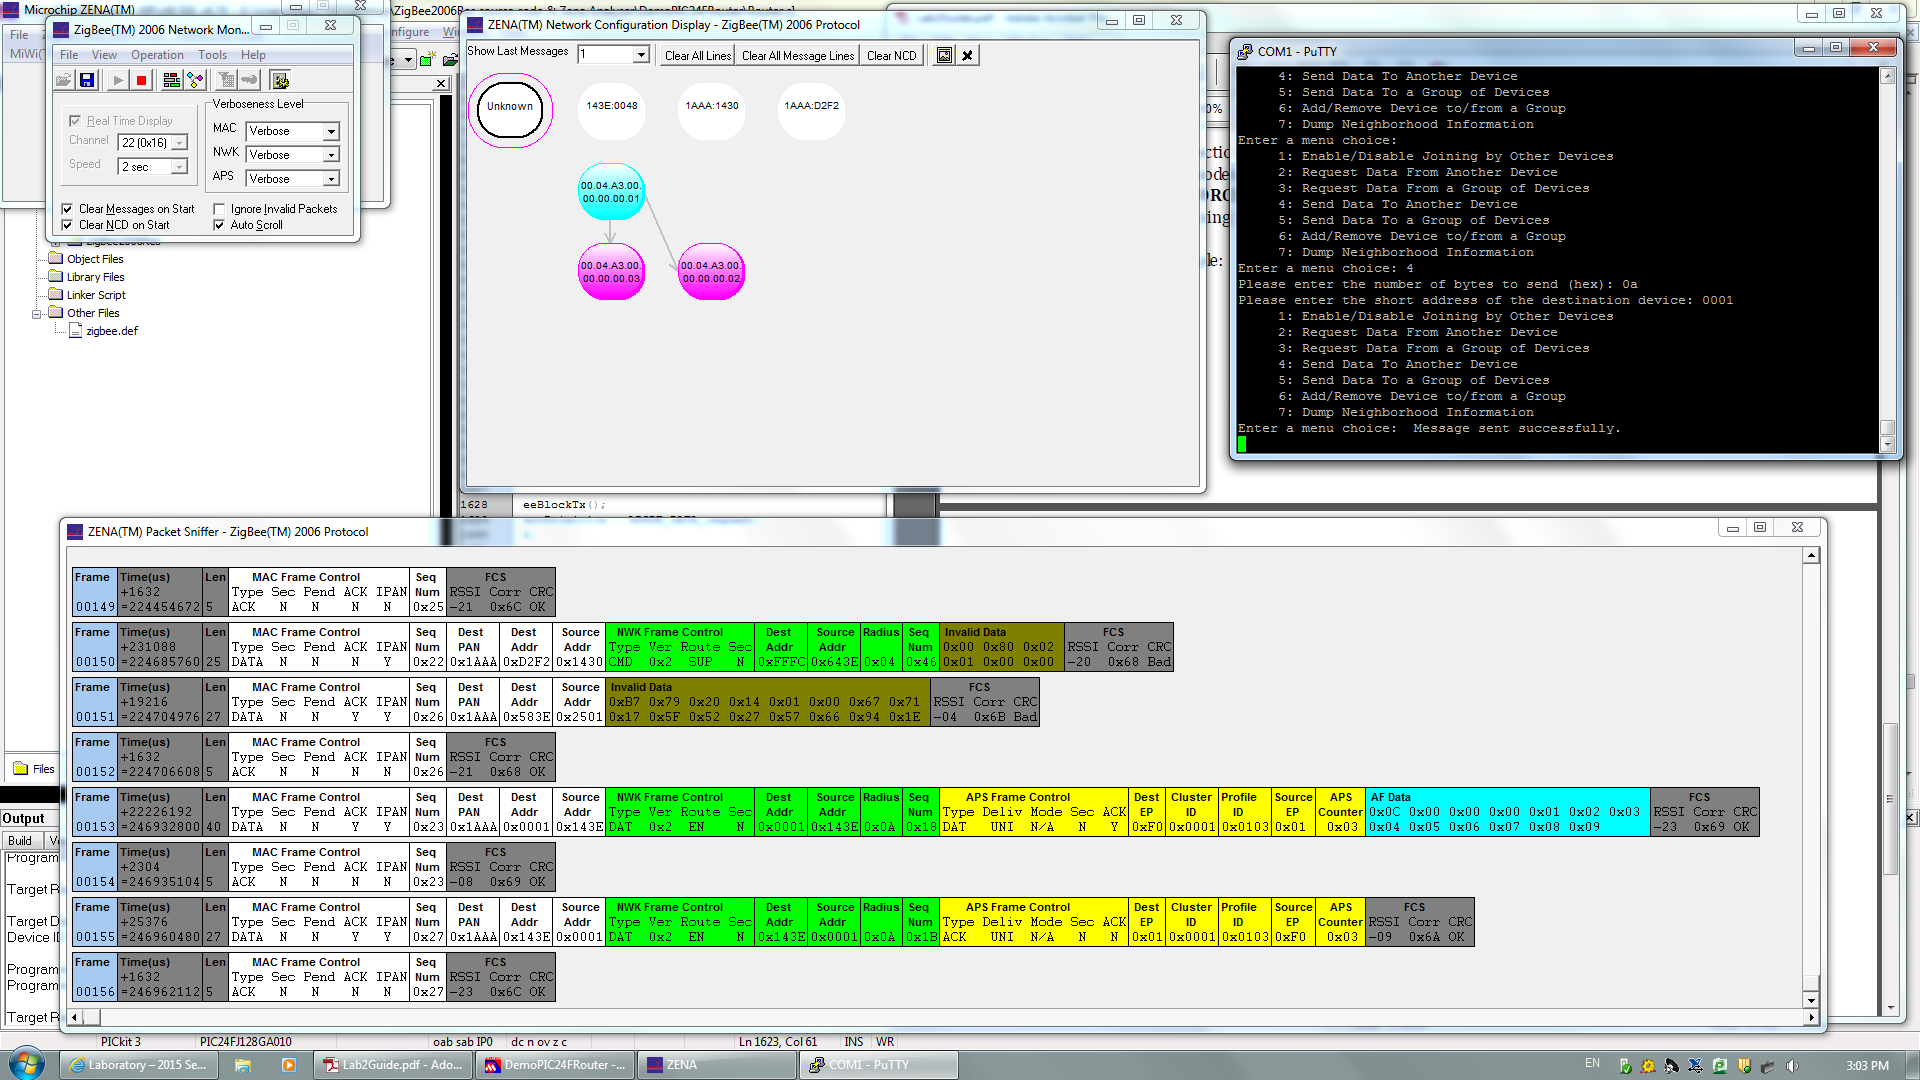 Microchip ZENA(TM)
\ZigBee2006Res source code & Zena Analyser\DemoPIC24FRouter\Router.c
Lab2Guide.pdf - Adobe Acrobat
File
MiWi(T
nfigure Win
ZigBee(TM) 2006 Network Mon...
File View Operation Tools Help
Real Time Display
Channel 22 (0x16)
Speed 2 sec
Verboseness Level
MAC Verbose
NWK Verbose
APS Verbose
Clear Messages on Start
Ignore Invalid Packets
Clear NCD on Start
Auto Scroll
Object Files
Library Files
Linker Script
Other Files
zigbee.def
Files
ZENA(TM) Network Configuration Display - ZigBee(TM) 2006 Protocol
Show Last Messages 1 Clear All Lines Clear All Message Lines Clear NCD
Unknown 143E:0048 1AAA:1430 1AAA:D2F2
00.04.A3.00.
00.00.00.01
00.04.A3.00. 00.04.A3.00.
00.00.00.03 00.00.00.02
1628 eeBlockTx();
0%
ctio
ode
ORC
ing
le:
COM1 - PuTTY
4: Send Data To Another Device
5: Send Data To a Group of Devices
6: Add/Remove Device to/from a Group
7: Dump Neighborhood Information
Enter a menu choice:
1: Enable/Disable Joining by Other Devices
2: Request Data From Another Device
3: Request Data From a Group of Devices
4: Send Data To Another Device
5: Send Data To a Group of Devices
6: Add/Remove Device to/from a Group
7: Dump Neighborhood Information
Enter a menu choice: 4
Please enter the number of bytes to send (hex): 0a
Please enter the short address of the destination device: 0001
1: Enable/Disable Joining by Other Devices
2: Request Data From Another Device
3: Request Data From a Group of Devices
4: Send Data To Another Device
5: Send Data To a Group of Devices
6: Add/Remove Device to/from a Group
7: Dump Neighborhood Information
Enter a menu choice:  Message sent successfully.
ZENA(TM) Packet Sniffer - ZigBee(TM) 2006 Protocol
Frame Time(us) Len MAC Frame Control Seq FCS
+1632 Type Sec Pend ACK IPAN Num RSSI Corr CRC
00149 =224454672 5 ACK N N N N 0x25 -21 0x6C OK
Frame Time(us) Len MAC Frame Control Seq Dest Dest Source NWK Frame Control Dest Source Radius Seq Invalid Data FCS
+231088 Type Sec Pend ACK IPAN Num PAN Addr Addr Type Ver Route Sec Addr Addr Num 0x00 0x80 0x02 RSSI Corr CRC
00150 =224685760 25 DATA N N N Y 0x22 0x1AAA 0xD2F2 0x1430 CMD 0x2 SUP N 0xFFFC 0x643E 0x04 0x46 0x01 0x00 0x00 -20 0x68 Bad
Frame Time(us) Len MAC Frame Control Seq Dest Dest Source Invalid Data FCS
+19216 Type Sec Pend ACK IPAN Num PAN Addr Addr 0xB7 0x79 0x20 0x14 0x01 0x00 0x67 0x71 RSSI Corr CRC
00151 =224704976 27 DATA N N Y Y 0x26 0x1AAA 0x583E 0x2501 0x17 0x5F 0x52 0x27 0x57 0x66 0x94 0x1E -04 0x6B Bad
Frame Time(us) Len MAC Frame Control Seq FCS
+1632 Type Sec Pend ACK IPAN Num RSSI Corr CRC
00152 =224706608 5 ACK N N N N 0x26 -21 0x68 OK
Frame Time(us) Len MAC Frame Control Seq Dest Dest Source NWK Frame Control Dest Source Radius Seq APS Frame Control Dest Cluster Profile Source APS AF Data FCS
+22226192 Type Sec Pend ACK IPAN Num PAN Addr Addr Type Ver Route Sec Addr Addr Num Type Deliv Mode Sec ACK EP ID ID EP Counter 0x0C 0x00 0x00 0x00 0x01 0x02 0x03 RSSI Corr CRC
00153 =246932800 40 DATA N N Y Y 0x23 0x1AAA 0x0001 0x143E DAT 0x2 EN N 0x0001 0x143E 0x0A 0x18 DAT UNI N/A N Y 0xF0 0x0001 0x0103 0x01 0x03 0x04 0x05 0x06 0x07 0x08 0x09 -23 0x69 OK
Frame Time(us) Len MAC Frame Control Seq FCS
+2304 Type Sec Pend ACK IPAN Num RSSI Corr CRC
00154 =246935104 5 ACK N N N N 0x23 -08 0x69 OK
Frame Time(us) Len MAC Frame Control Seq Dest Dest Source NWK Frame Control Dest Source Radius Seq APS Frame Control Dest Cluster Profile Source APS FCS
+25376 Type Sec Pend ACK IPAN Num PAN Addr Addr Type Ver Route Sec Addr Addr Num Type Deliv Mode Sec ACK EP ID ID EP Counter RSSI Corr CRC
00155 =246960480 27 DATA N N Y Y 0x27 0x1AAA 0x143E 0x0001 DAT 0x2 EN N 0x143E 0x0001 0x0A 0x1B ACK UNI N/A N N 0x01 0x0001 0x0103 0xF0 0x03 -09 0x6A OK
Frame Time(us) Len MAC Frame Control Seq FCS
+1632 Type Sec Pend ACK IPAN Num RSSI Corr CRC
00156 =246962112 5 ACK N N N N 0x27 -23 0x6C OK
Output
Build Ve
Program
Target R
Target D
Device ID
Program
Program
Target R
PICkit 3 PIC24FJ128GA010 oab sab IP0 dc n ov z c Ln 1623, Col 61 INS WR
Laboratory – 2015 Se... Lab2Guide.pdf - Ado... DemoPIC24FRouter -... ZENA COM1 - PuTTY EN 3:03 PM